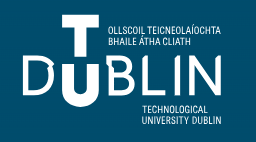 OLLSCOIL TEICNEOLAÍOCHTA
BHAILE ÁTHA CLIATH
TU
DUBLIN
TECHNOLOGICAL
UNIVERSITY DUBLIN